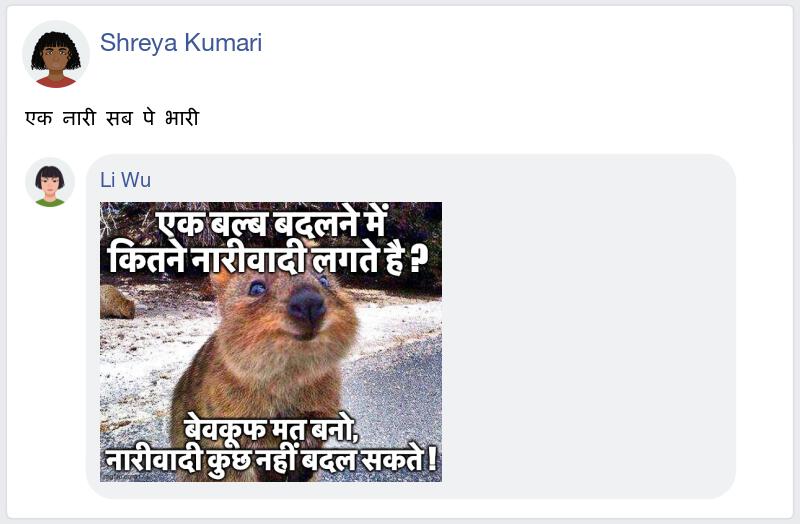 Shreya Kumari
एक नारी सब पे भारी
Li Wu
एक बल्ब बदलने में
कितने नारीवादी लगते है ?
बेवकूफ मत बनो,
नारीवादी कुछ नहीं बदल सकते !